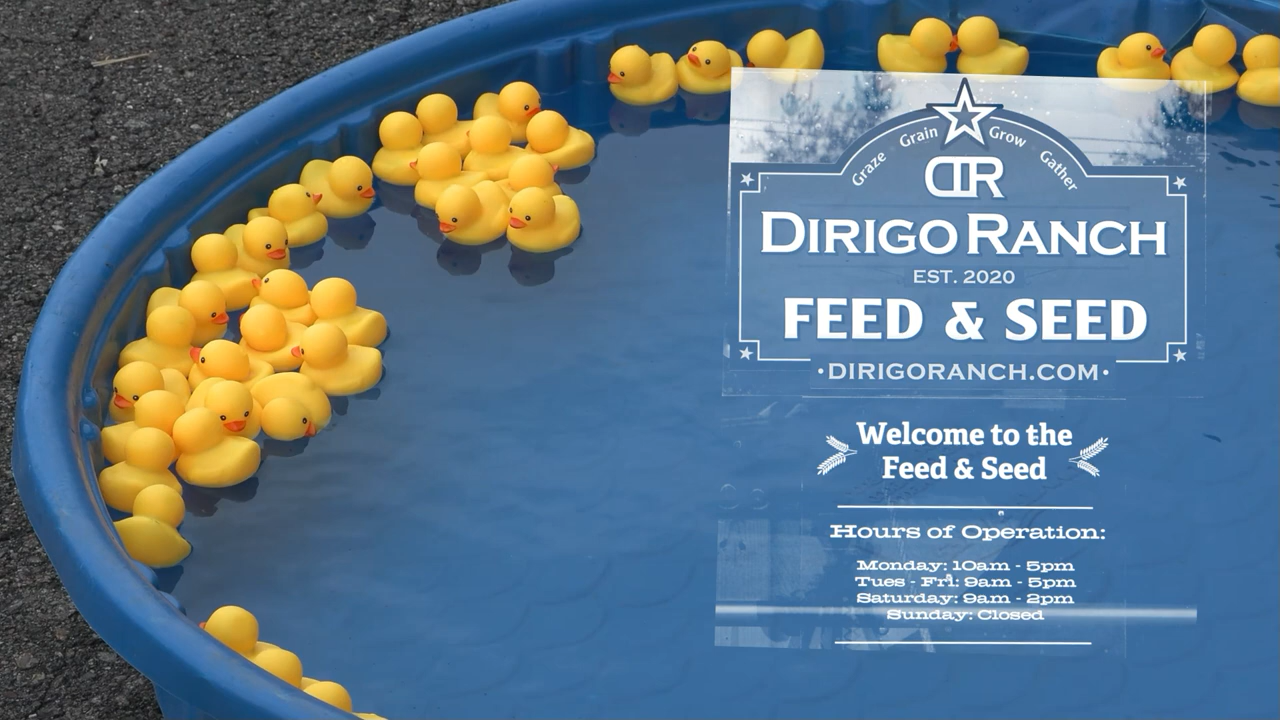 Graze Grain Grow Gather
DR
DIRIGO RANCH
EST. 2020
FEED & SEED
•DIRIGORANCH.COM•
Welcome to the
Feed & Seed
Hours of Operation:
Monday: 10am - 5pm
Tues - Fri: 9am - 5pm
Saturday: 9am - 2pm
Sunday: Closed